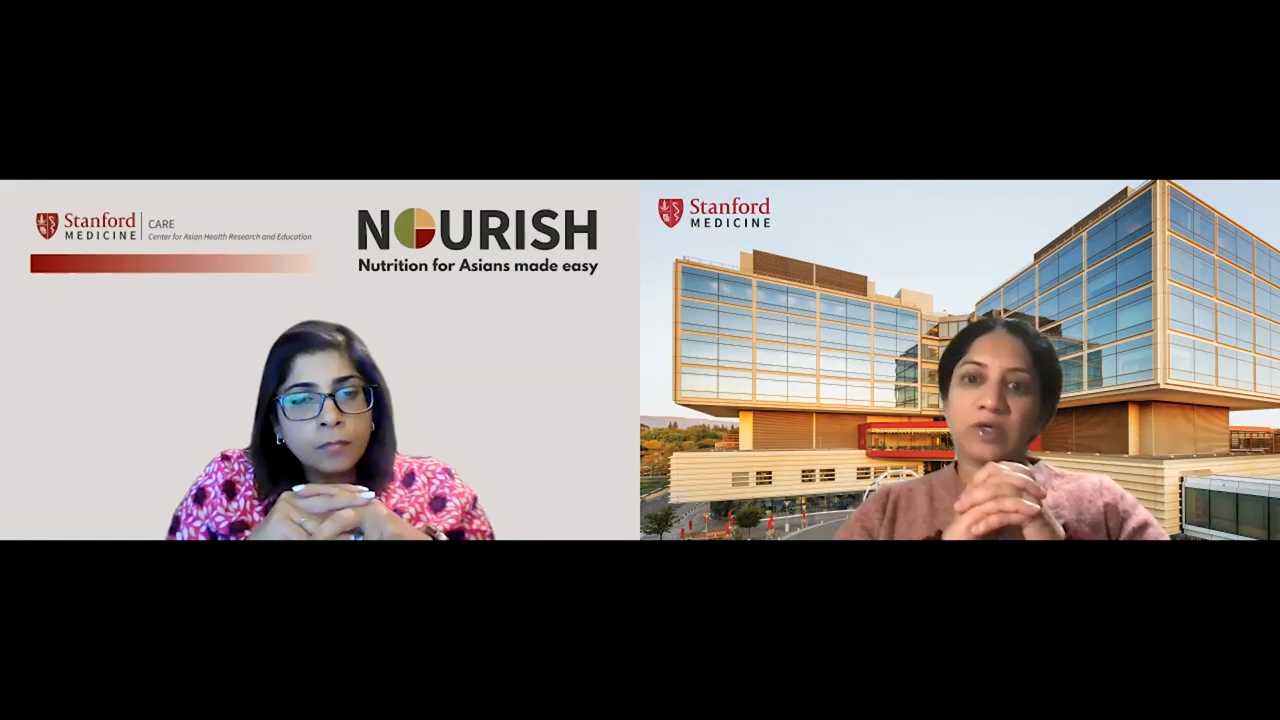 Stanford
MEDICINE
CARE
Center for Asian Health Research and Education
NOURISH
Nutrition for Asians made easy
Stanford
MEDICINE